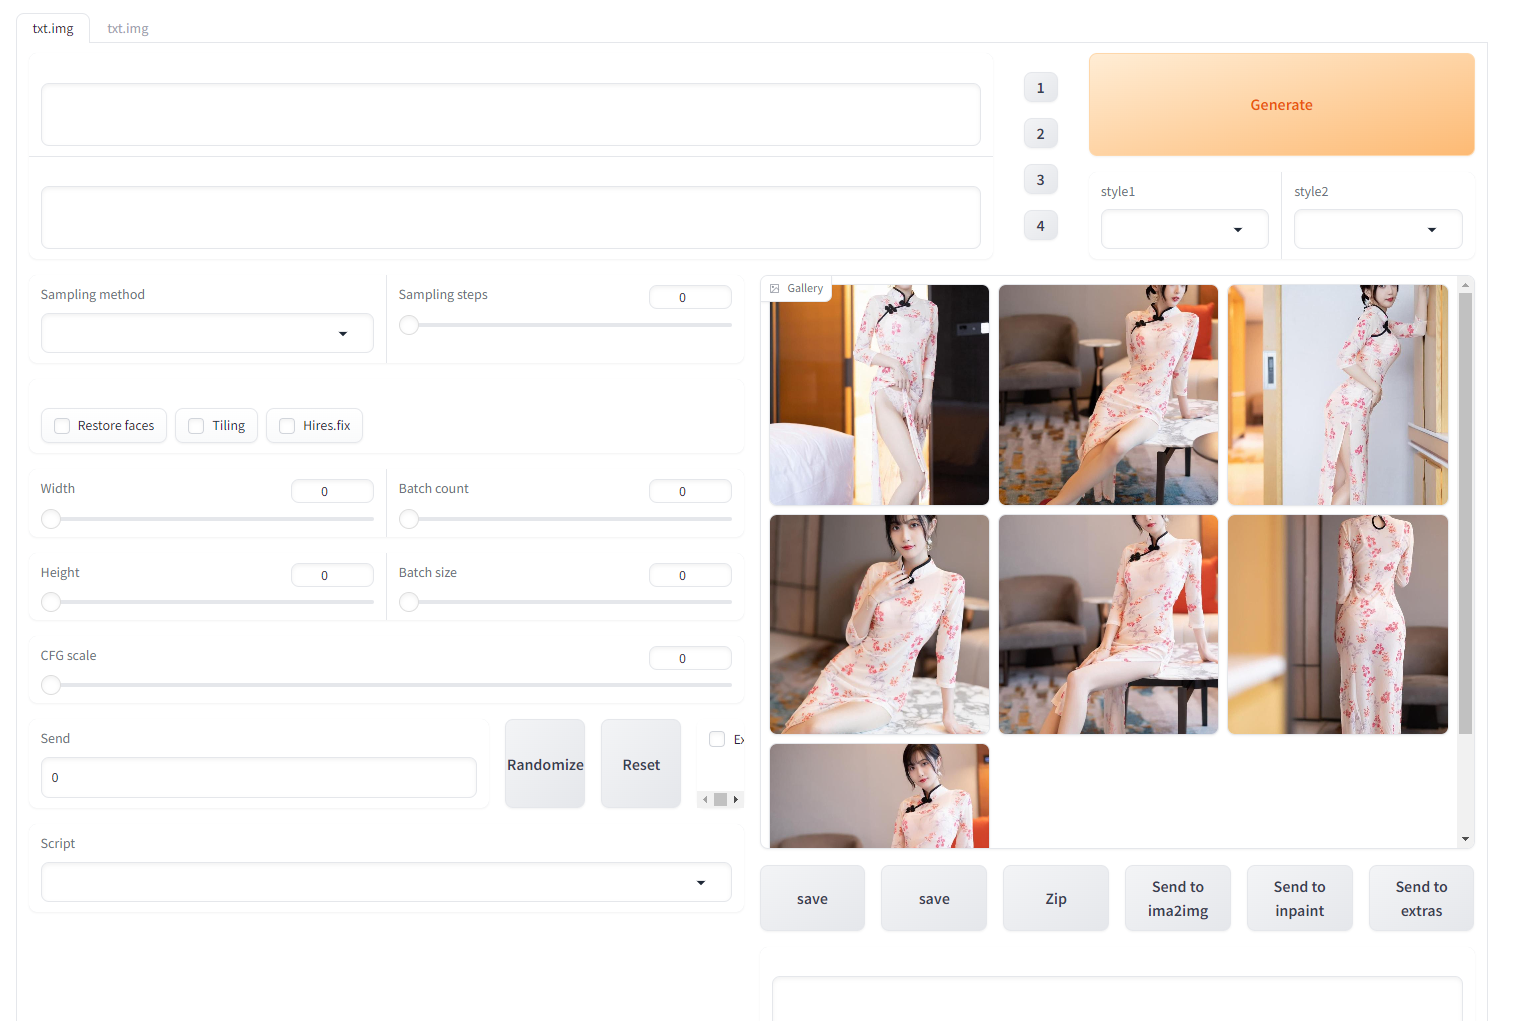 txt.img
txt.img
1
Generate
2
3
style1
style2
4
Sampling method
Sampling steps
0
Gallery
Restore faces
Tiling
Hires.fix
Width
0
Batch count
0
Height
0
Batch size
0
CFG scale
0
Send
0
Randomize
Reset
Ex
Script
save
save
Zip
Send to
ima2img
Send to
inpaint
Send to
extras